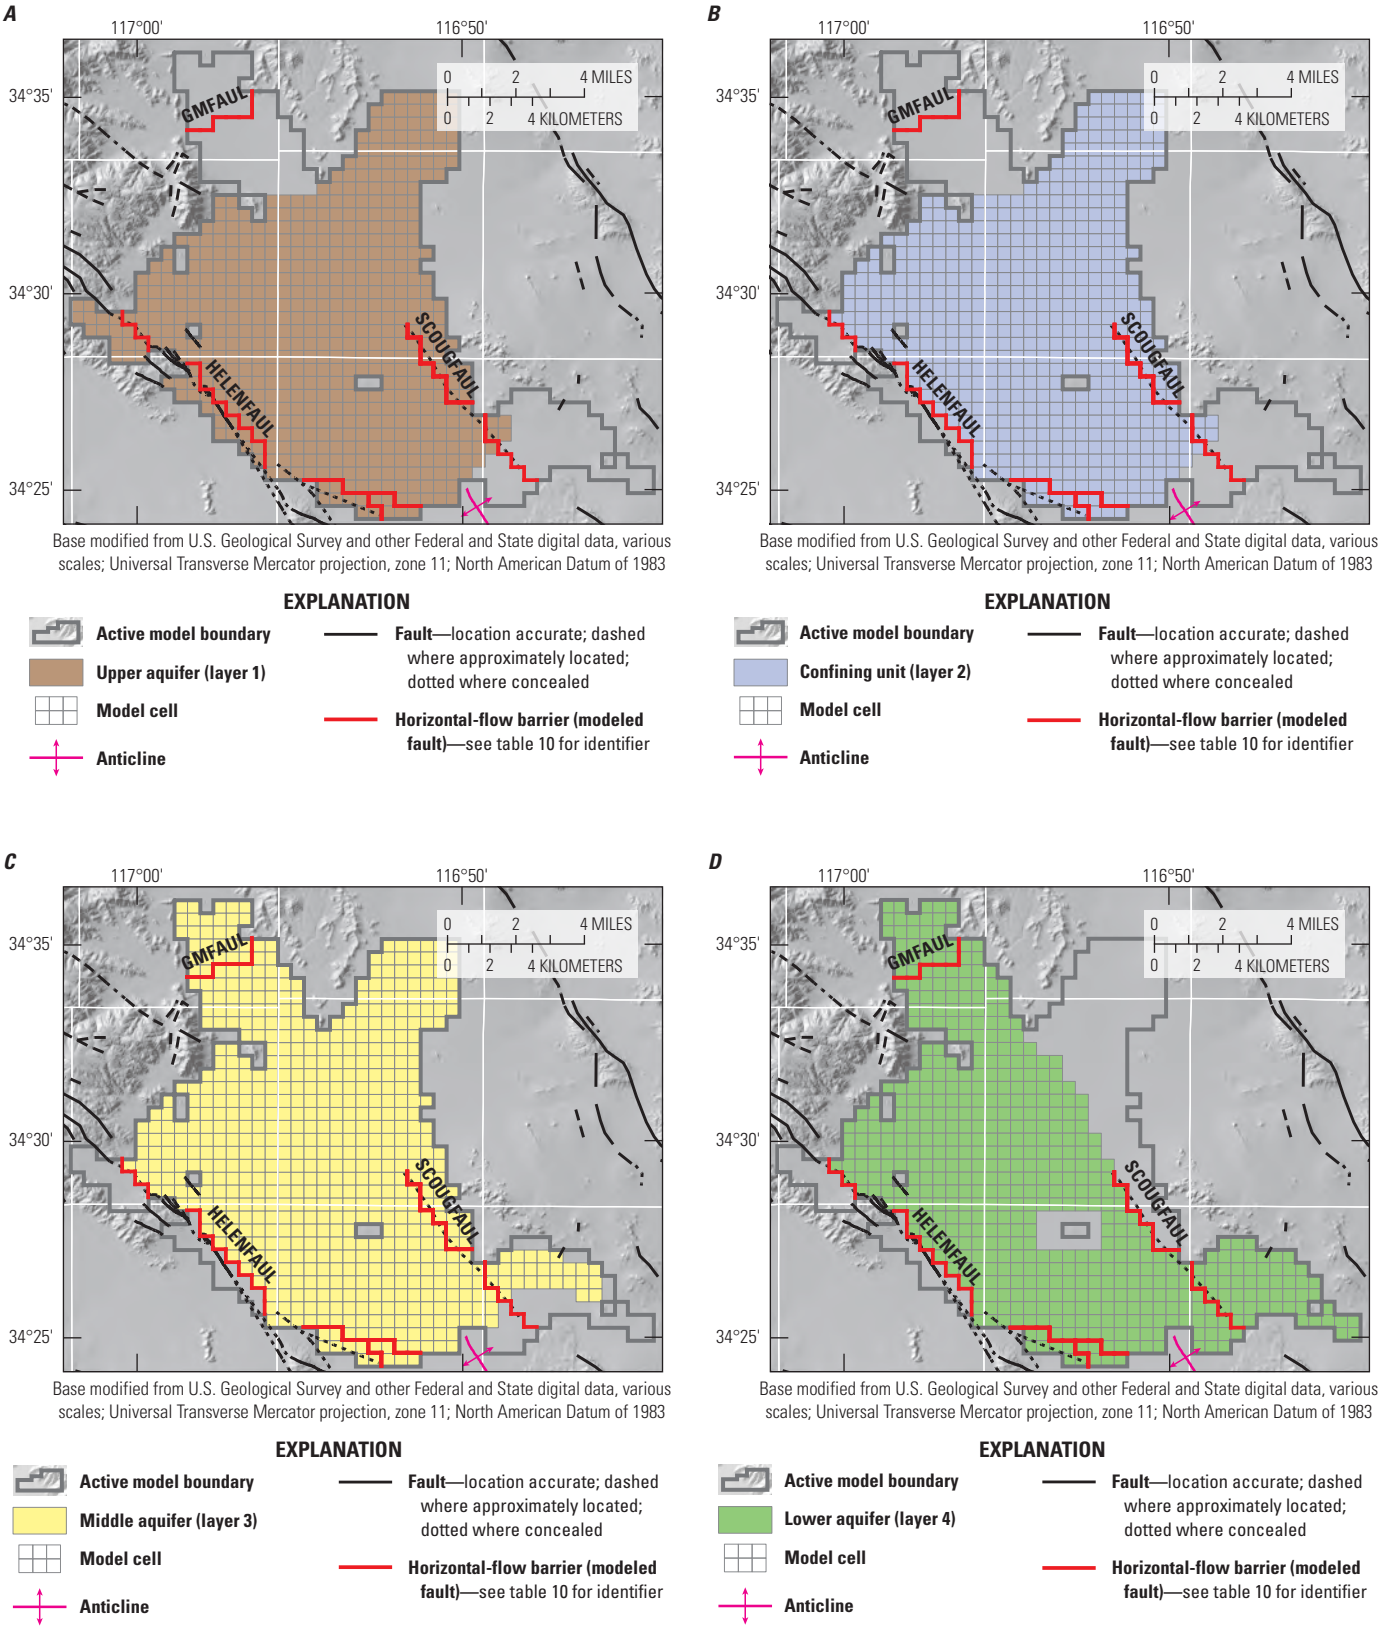 A
117°00'
116°50'
0 2 4 MILES
0 2 4 KILOMETERS
34°35'
34°30'
34°25'
GMFAUL
SCOUGFAUL
HELENFAUL
Base modified from U.S. Geological Survey and other Federal and State digital data, various
scales; Universal Transverse Mercator projection, zone 11; North American Datum of 1983
EXPLANATION
Active model boundary
Upper aquifer (layer 1)
Model cell
Anticline
Fault—location accurate; dashed
where approximately located;
dotted where concealed
Horizontal-flow barrier (modeled
fault)—see table 10 for identifier
B
117°00'
116°50'
0 2 4 MILES
0 2 4 KILOMETERS
34°35'
34°30'
34°25'
GMFAUL
SCOUGFAUL
HELENFAUL
Base modified from U.S. Geological Survey and other Federal and State digital data, various
scales; Universal Transverse Mercator projection, zone 11; North American Datum of 1983
EXPLANATION
Active model boundary
Confining unit (layer 2)
Model cell
Anticline
Fault—location accurate; dashed
where approximately located;
dotted where concealed
Horizontal-flow barrier (modeled
fault)—see table 10 for identifier
C
117°00'
116°50'
0 2 4 MILES
0 2 4 KILOMETERS
34°35'
34°30'
34°25'
GMFAUL
SCOUGFAUL
HELENFAUL
Base modified from U.S. Geological Survey and other Federal and State digital data, various
scales; Universal Transverse Mercator projection, zone 11; North American Datum of 1983
EXPLANATION
Active model boundary
Middle aquifer (layer 3)
Model cell
Anticline
Fault—location accurate; dashed
where approximately located;
dotted where concealed
Horizontal-flow barrier (modeled
fault)—see table 10 for identifier
D
117°00'
116°50'
0 2 4 MILES
0 2 4 KILOMETERS
34°35'
34°30'
34°25'
GMFAUL
SCOUGFAUL
HELENFAUL
Base modified from U.S. Geological Survey and other Federal and State digital data, various
scales; Universal Transverse Mercator projection, zone 11; North American Datum of 1983
EXPLANATION
Active model boundary
Lower aquifer (layer 4)
Model cell
Anticline
Fault—location accurate; dashed
where approximately located;
dotted where concealed
Horizontal-flow barrier (modeled
fault)—see table 10 for identifier